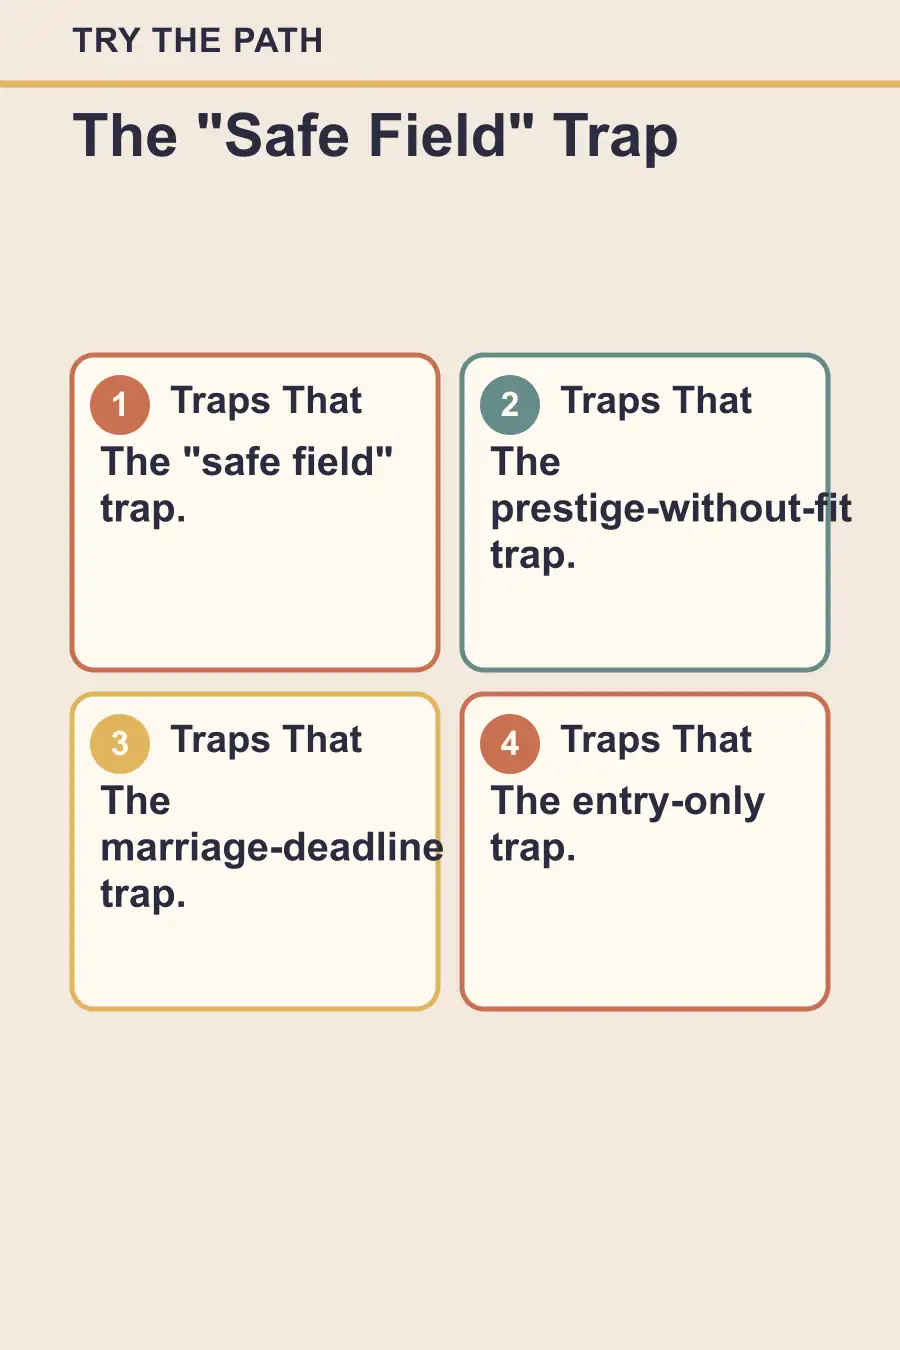 TRY THE PATH
The "Safe Field" Trap
1 Traps That
The "safe field"
trap.
2 Traps That
The
prestige-without-fit
trap.
3 Traps That
The
marriage-deadline
trap.
4 Traps That
The entry-only
trap.